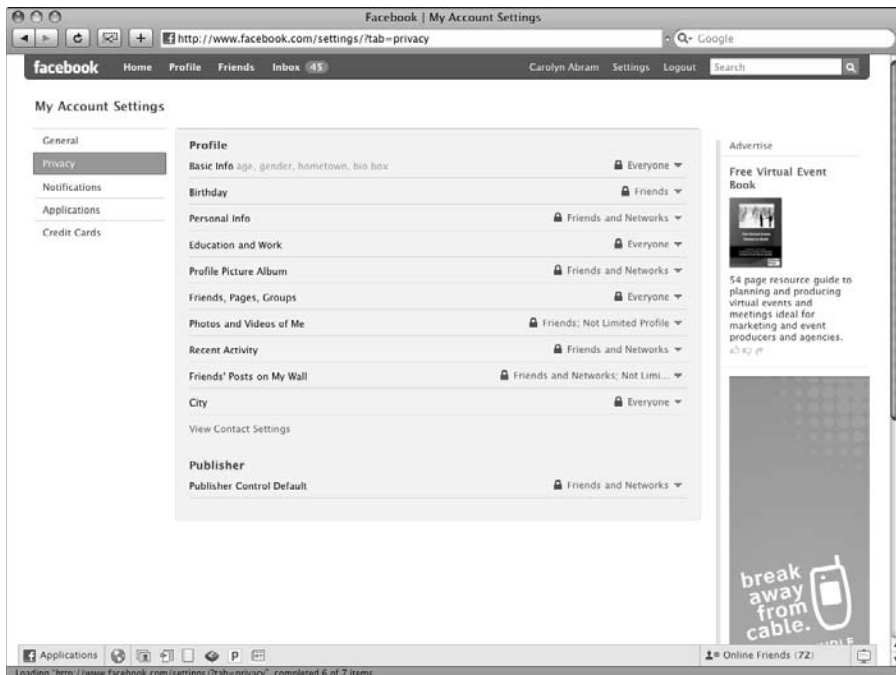 Facebook | My Account Settings
http://www.facebook.com/settings/?tab=privacy
Google
facebook Home Profile Friends Inbox 45 Carolyn Abram Settings Logout Search
My Account Settings
General
Privacy
Notifications
Applications
Credit Cards
Profile
Basic Info age, gender, hometown, bio box Everyone
Birthday Friends
Personal Info Friends and Networks
Education and Work Everyone
Profile Picture Album Friends and Networks
Friends, Pages, Groups Everyone
Photos and Videos of Me Friends; Not Limited Profile
Recent Activity Friends and Networks
Friends' Posts on My Wall Friends and Networks; Not Limi...
City Everyone
View Contact Settings
Publisher
Publisher Control Default Friends and Networks
Advertise
Free Virtual Event
Book
54 page resource guide to
planning and producing
virtual events and
meetings ideal for
marketing and event
producers and agencies.
break
away
from
cable.
Applications
P
Online Friends (72)
Loading "http://www.facebook.com/settings/?tab=privacy", completed 6 of 7 items